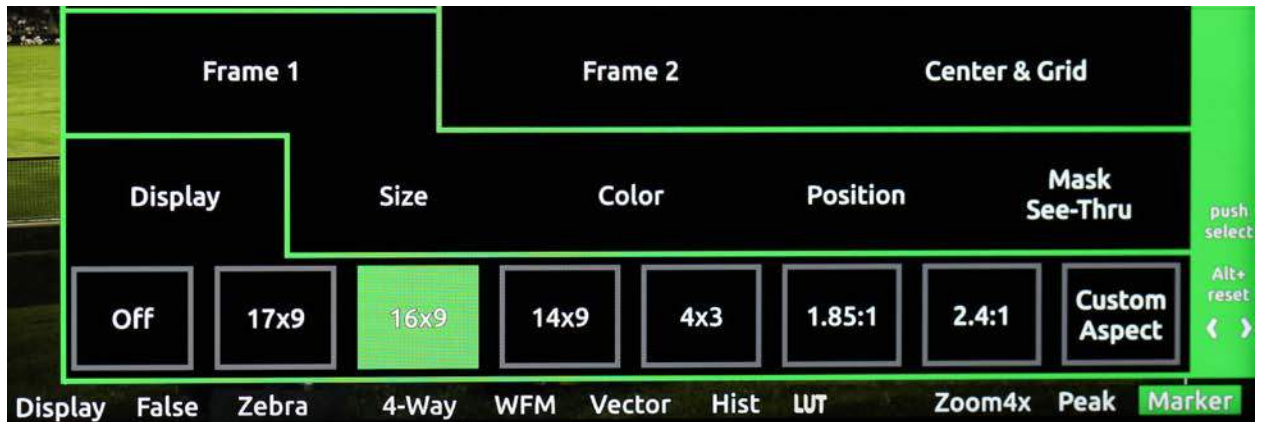 Frame 1 Frame 2 Center & Grid
Display Size Color Position Mask See-Thru
push select
Off 17x9 16x9 14x9 4x3 1.85:1 2.4:1 Custom Aspect
Alt+ reset
‹ ›
Display False Zebra 4-Way WFM Vector Hist LUT Zoom4x Peak Marker